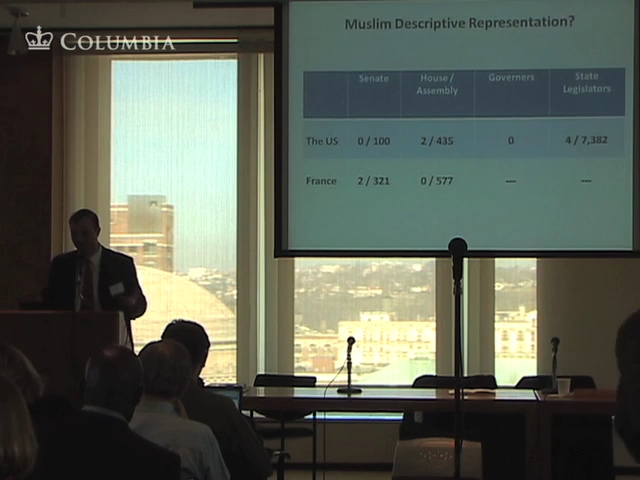 COLUMBIA
Muslim Descriptive Representation?
Senate House / Assembly Governers State Legislators
The US 0 / 100 2 / 435 0 4 / 7,382
France 2 / 321 0 / 577 --- ---